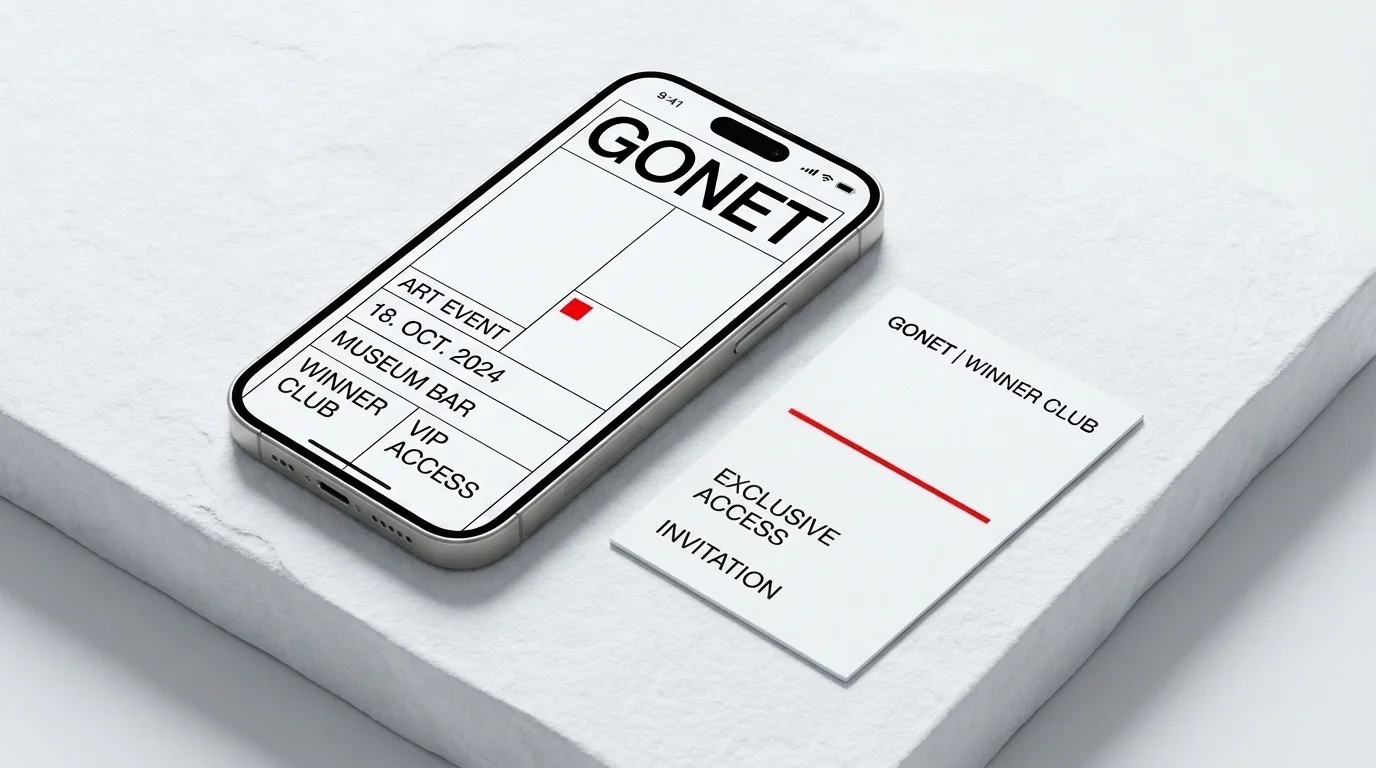 9:41
GONET
ART EVENT
18. OCT. 2024
MUSEUM BAR
WINNER
CLUB
VIP
ACCESS
GONET | WINNER CLUB
EXCLUSIVE
ACCESS
INVITATION